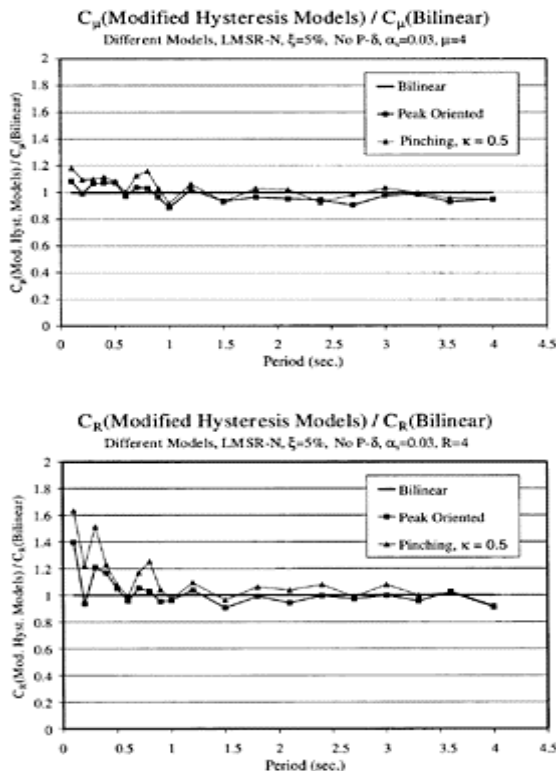 Cμ(Modified Hysteresis Models) / Cμ(Bilinear)
Different Models, LMSR-N, ξ=5%, No P-δ, αs=0.03, μ=4
Cμ(Mod. Hyst. Models) / Cμ(Bilinear)
2
1.8
1.6
1.4
1.2
1
0.8
0.6
0.4
0.2
0
Bilinear
Peak Oriented
Pinching, κ = 0.5
0 0.5 1 1.5 2 2.5 3 3.5 4 4.5
Period (sec.)
CR(Modified Hysteresis Models) / CR(Bilinear)
Different Models, LMSR-N, ξ=5%, No P-δ, αs=0.03, R=4
CR(Mod. Hyst. Models) / CR(Bilinear)
2
1.8
1.6
1.4
1.2
1
0.8
0.6
0.4
0.2
0
Bilinear
Peak Oriented
Pinching, κ = 0.5
0 0.5 1 1.5 2 2.5 3 3.5 4 4.5
Period (sec.)